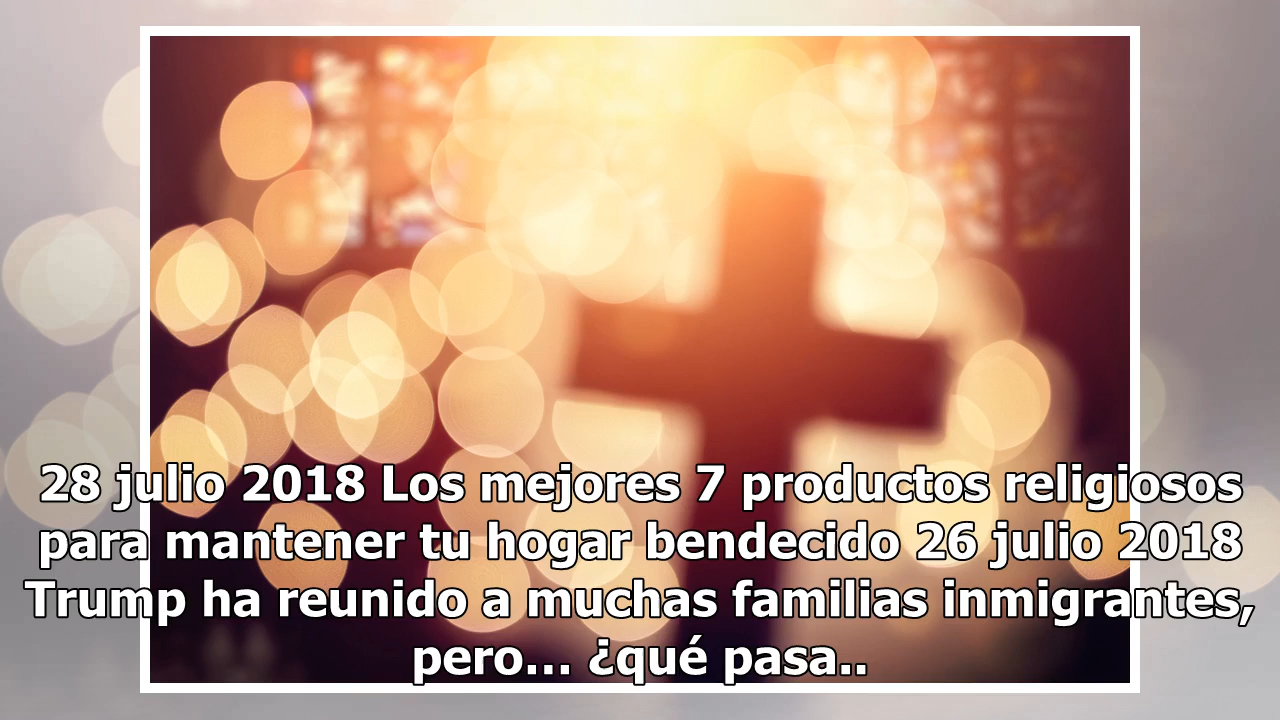 28 julio 2018 Los mejores 7 productos religiosos
para mantener tu hogar bendecido 26 julio 2018
Trump ha reunido a muchas familias inmigrantes,
pero... ¿qué pasa..